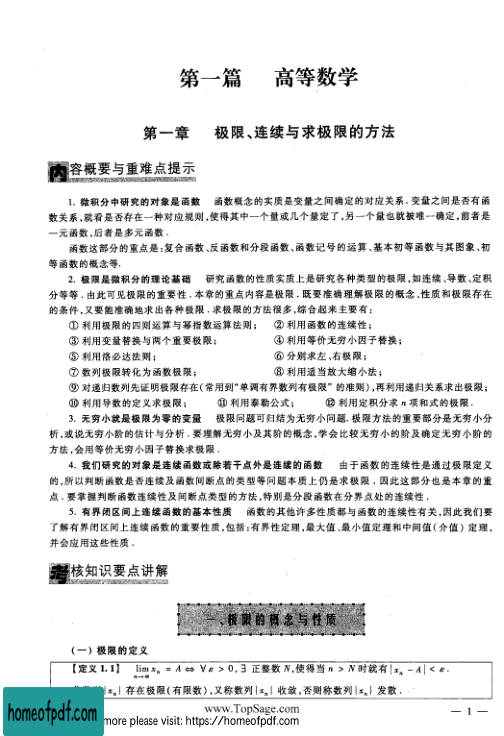 第一篇 高等数学
第一章 极限、连续与求极限的方法
内容概要与重难点提示
1. 微积分中研究的对象是函数 函数概念的实质是变量之间确定的对应关系.变量之间是否有函
数关系,就看是否存在一种对应规则,使得其中一个量或几个量定了,另一个量也就被唯一确定,前者是
一元函数,后者是多元函数.
函数这部分的重点是:复合函数、反函数和分段函数、函数记号的运算、基本初等函数与其图象、初
等函数的概念等.
2. 极限是微积分的理论基础 研究函数的性质实质上是研究各种类型的极限,如连续、导数、定积
分等等.由此可见极限的重要性.本章的重点内容是极限.既要准确理解极限的概念、性质和极限存在
的条件,又要能准确地求出各种极限.求极限的方法很多,综合起来主要有:
① 利用极限的四则运算与幂指数运算法则; ② 利用函数的连续性;
③ 利用变量替换与两个重要极限; ④ 利用等价无穷小因子替换;
⑤ 利用洛必达法则; ⑥ 分别求左、右极限;
⑦ 数列极限转化为函数极限; ⑧ 利用适当放大缩小法;
⑨ 对递归数列先证明极限存在(常用到“单调有界数列有极限”的准则),再利用递归关系求出极限;
⑩ 利用导数的定义求极限; ⑪ 利用泰勒公式; ⑫ 利用定积分求 n 项和式的极限.
3. 无穷小就是极限为零的变量 极限问题可归结为无穷小问题.极限方法的重要部分是无穷小分
析,或说无穷小阶的估计与分析.要理解无穷小及其阶的概念,学会比较无穷小的阶及确定无穷小阶的
方法,会用等价无穷小因子替换求极限.
4. 我们研究的对象是连续函数或除若干点外是连续的函数 由于函数的连续性是通过极限定义
的,所以判断函数是否连续及函数间断点的类型等问题本质上仍是求极限.因此这部分也是本章的重
点.要掌握判断函数连续性及间断点类型的方法,特别是分段函数在分界点处的连续性.
5. 有界闭区间上连续函数的基本性质 函数的其他许多性质都与函数的连续性有关,因此我们要
了解有界闭区间上连续函数的重要性质,包括:有界性定理,最大值、最小值定理和中间值(介值)定理,
并会应用这些性质.
考核知识要点讲解
一、极限的概念与性质
(一) 极限的定义
【定义 1.1】 lim xₙ = A ⇔ ∀ ε > 0, ∃ 正整数 N,使得当 n > N 时就有 | xₙ - A | < ε.
n→∞
{xₙ} 存在极限(有限数),又称数列{xₙ} 收敛,否则称数列{xₙ} 发散.
www.TopSage.com
— 1 —
homeofpdf.com
more please visit: https://homeofpdf.com